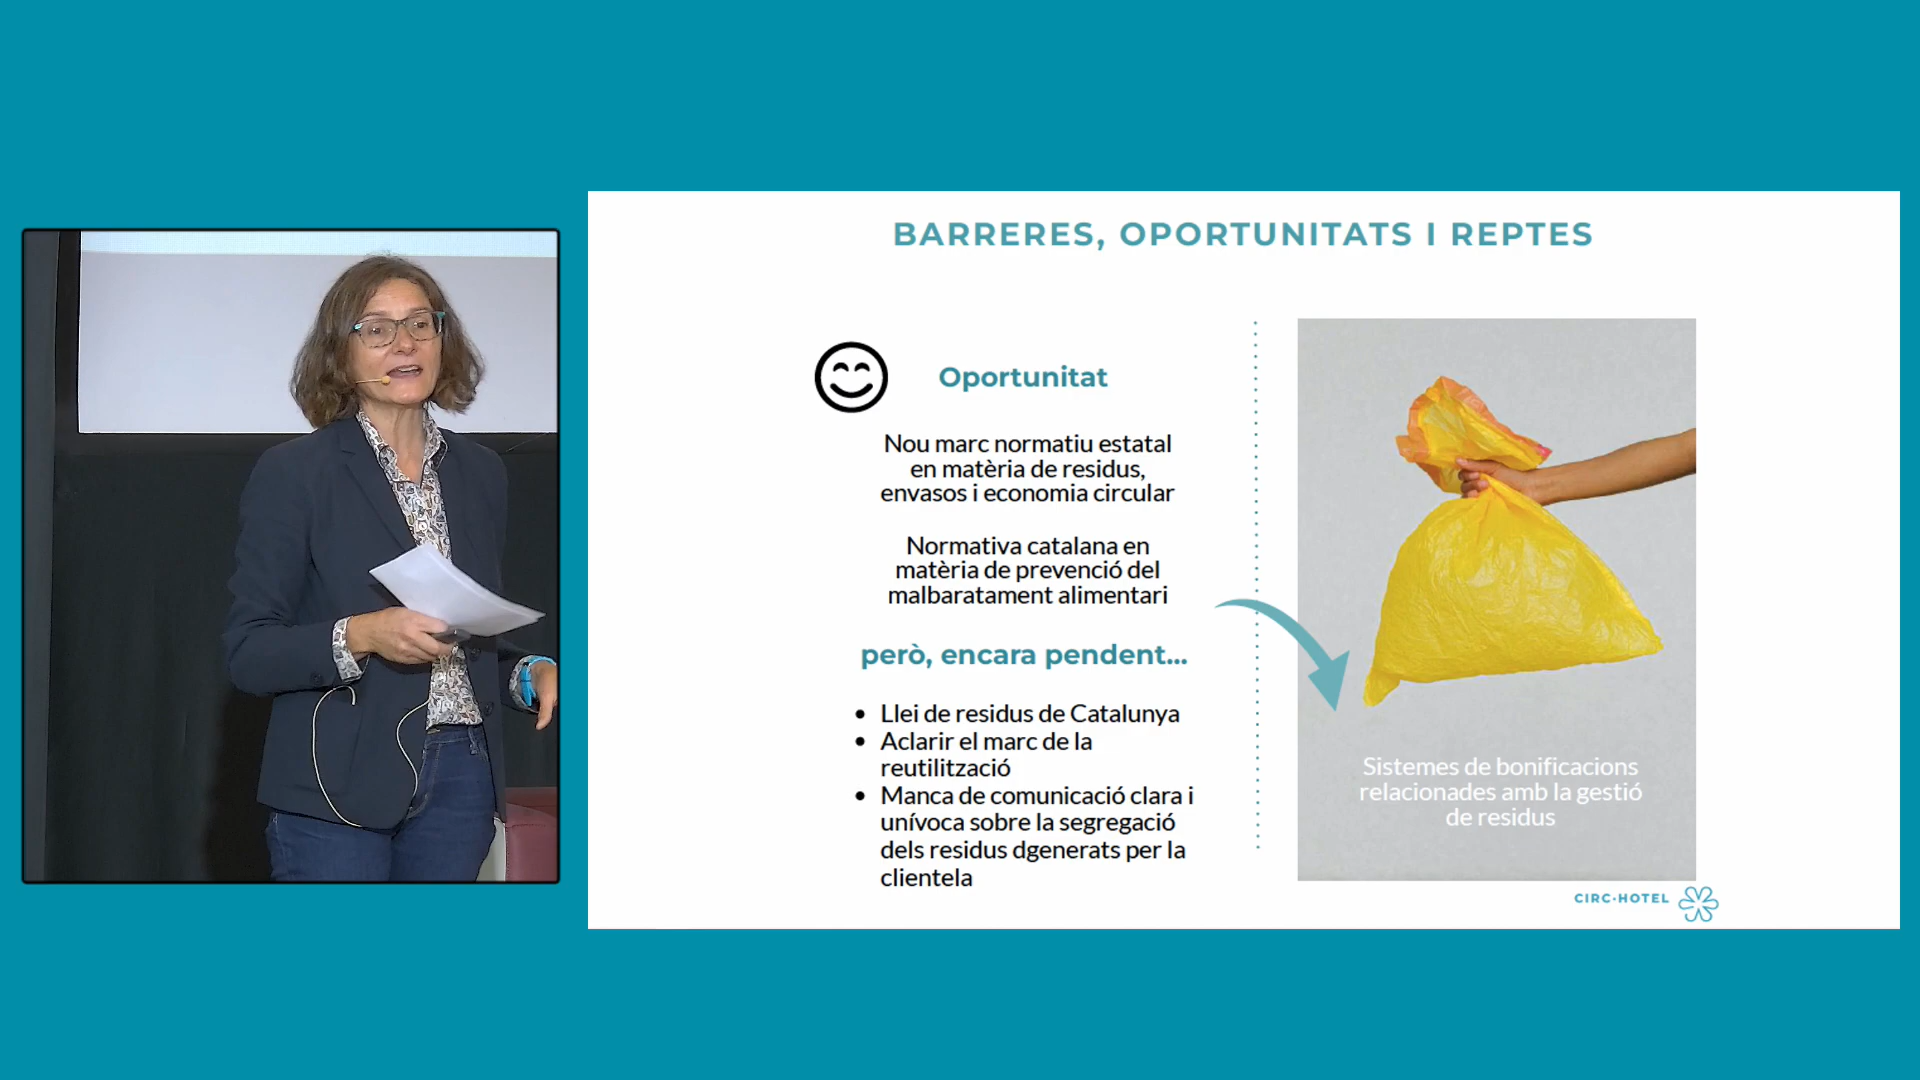 BARRERES, OPORTUNITATS I REPTES
Oportunitat
Nou marc normatiu estatal
en matèria de residus,
envasos i economia circular
Normativa catalana en
matèria de prevenció del
malbaratament alimentari
però, encara pendent...
• Llei de residus de Catalunya
• Aclarir el marc de la
reutilització
• Manca de comunicació clara i
unívoca sobre la segregació
dels residus dgenerats per la
clientela
Sistemes de bonificacions
relacionades amb la gestió
de residus
CIRC·HOTEL